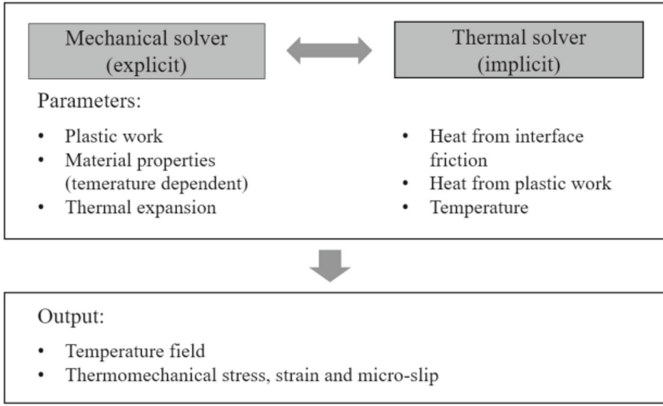 Mechanical solver
(explicit)
Thermal solver
(implicit)
Parameters:
• Plastic work
• Material properties
(temerature dependent)
• Thermal expansion
• Heat from interface
friction
• Heat from plastic work
• Temperature
Output:
• Temperature field
• Thermomechanical stress, strain and micro-slip